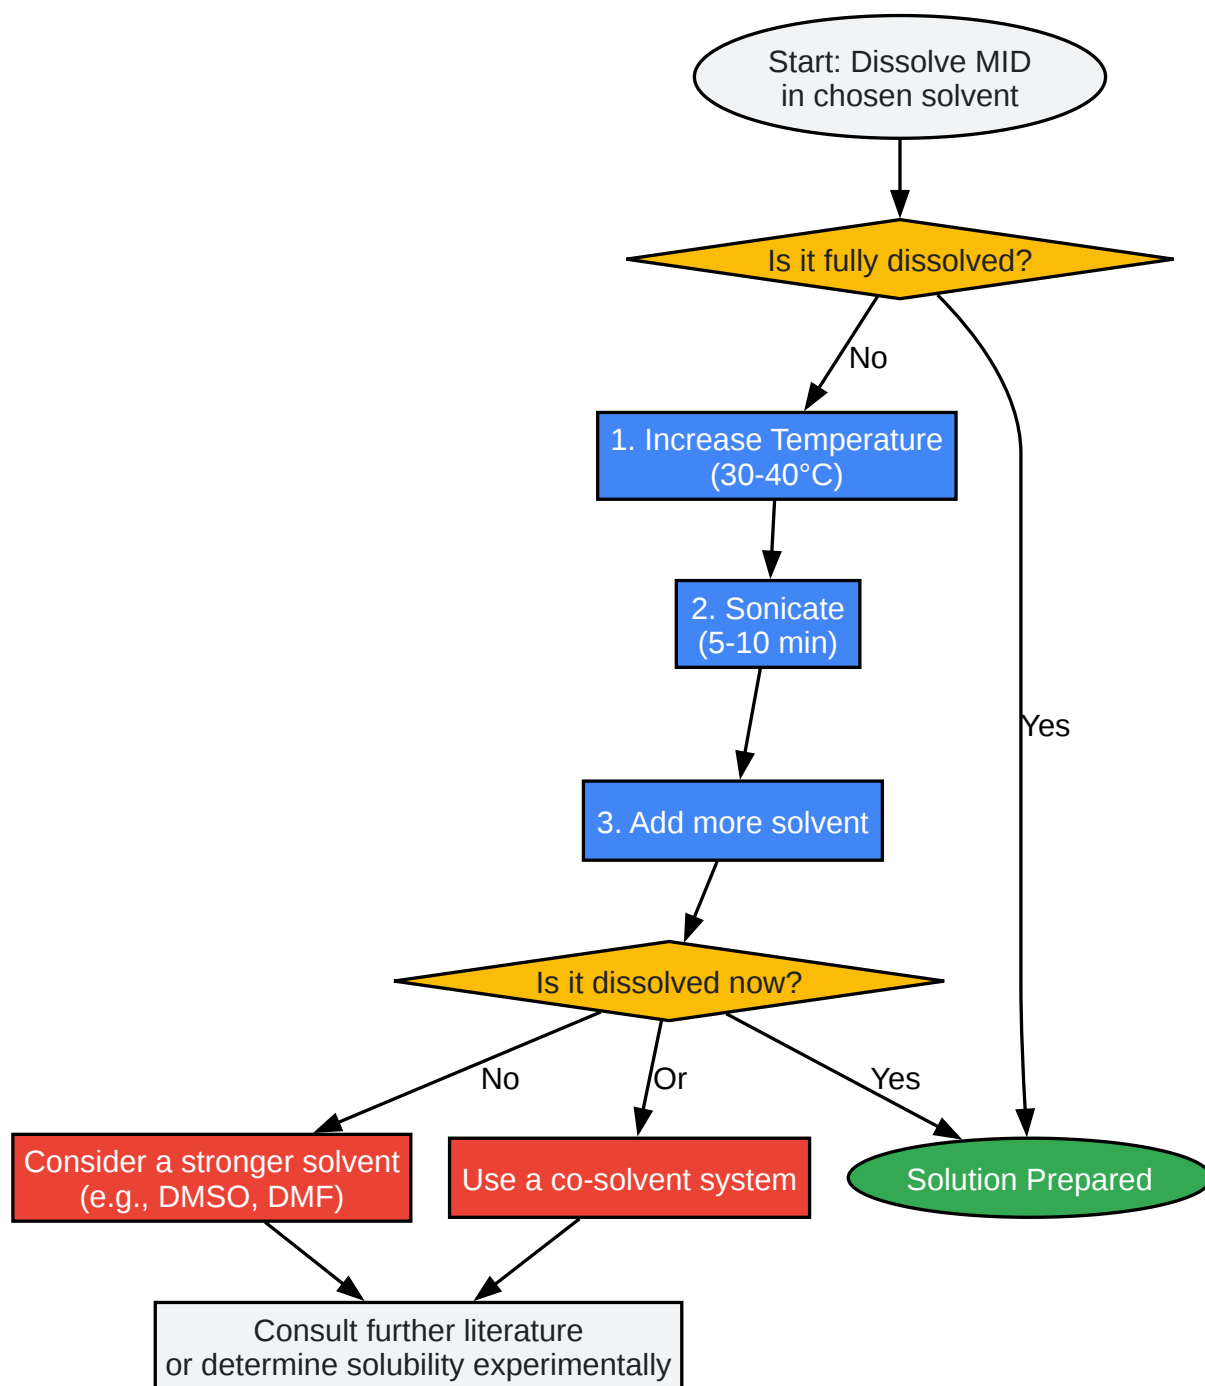 Start: Dissolve MID
in chosen solvent
Is it fully dissolved?
No
1. Increase Temperature
(30-40°C)
2. Sonicate
(5-10 min)
Yes
3. Add more solvent
Is it dissolved now?
No
Or
Yes
Consider a stronger solvent
(e.g., DMSO, DMF)
Use a co-solvent system
Solution Prepared
Consult further literature
or determine solubility experimentally